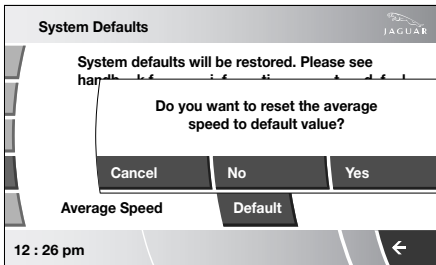 System Defaults
JAGUAR
System defaults will be restored. Please see
Do you want to reset the average
speed to default value?
Cancel No Yes
Average Speed Default
12 : 26 pm